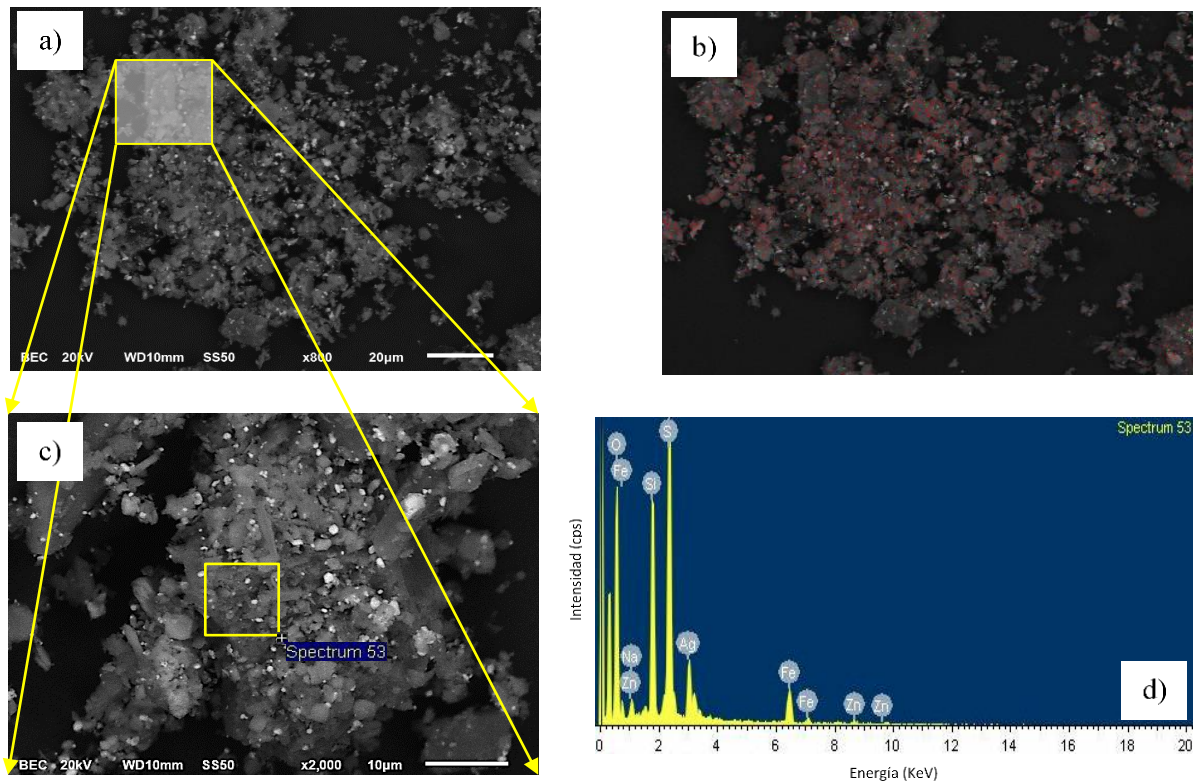 a)
BEC 20kV WD10mm SS50 x800 20µm
b)
c)
Spectrum 53
BEC 20kV WD10mm SS50 x2,000 10µm
Spectrum 53
O
Fe
Si
S
Na
Zn
Ag
Fe
Fe
Zn
Zn
d)
Intensidad (cps)
0 2 4 6 8 10 12 14 16 18 20
Energía (KeV)